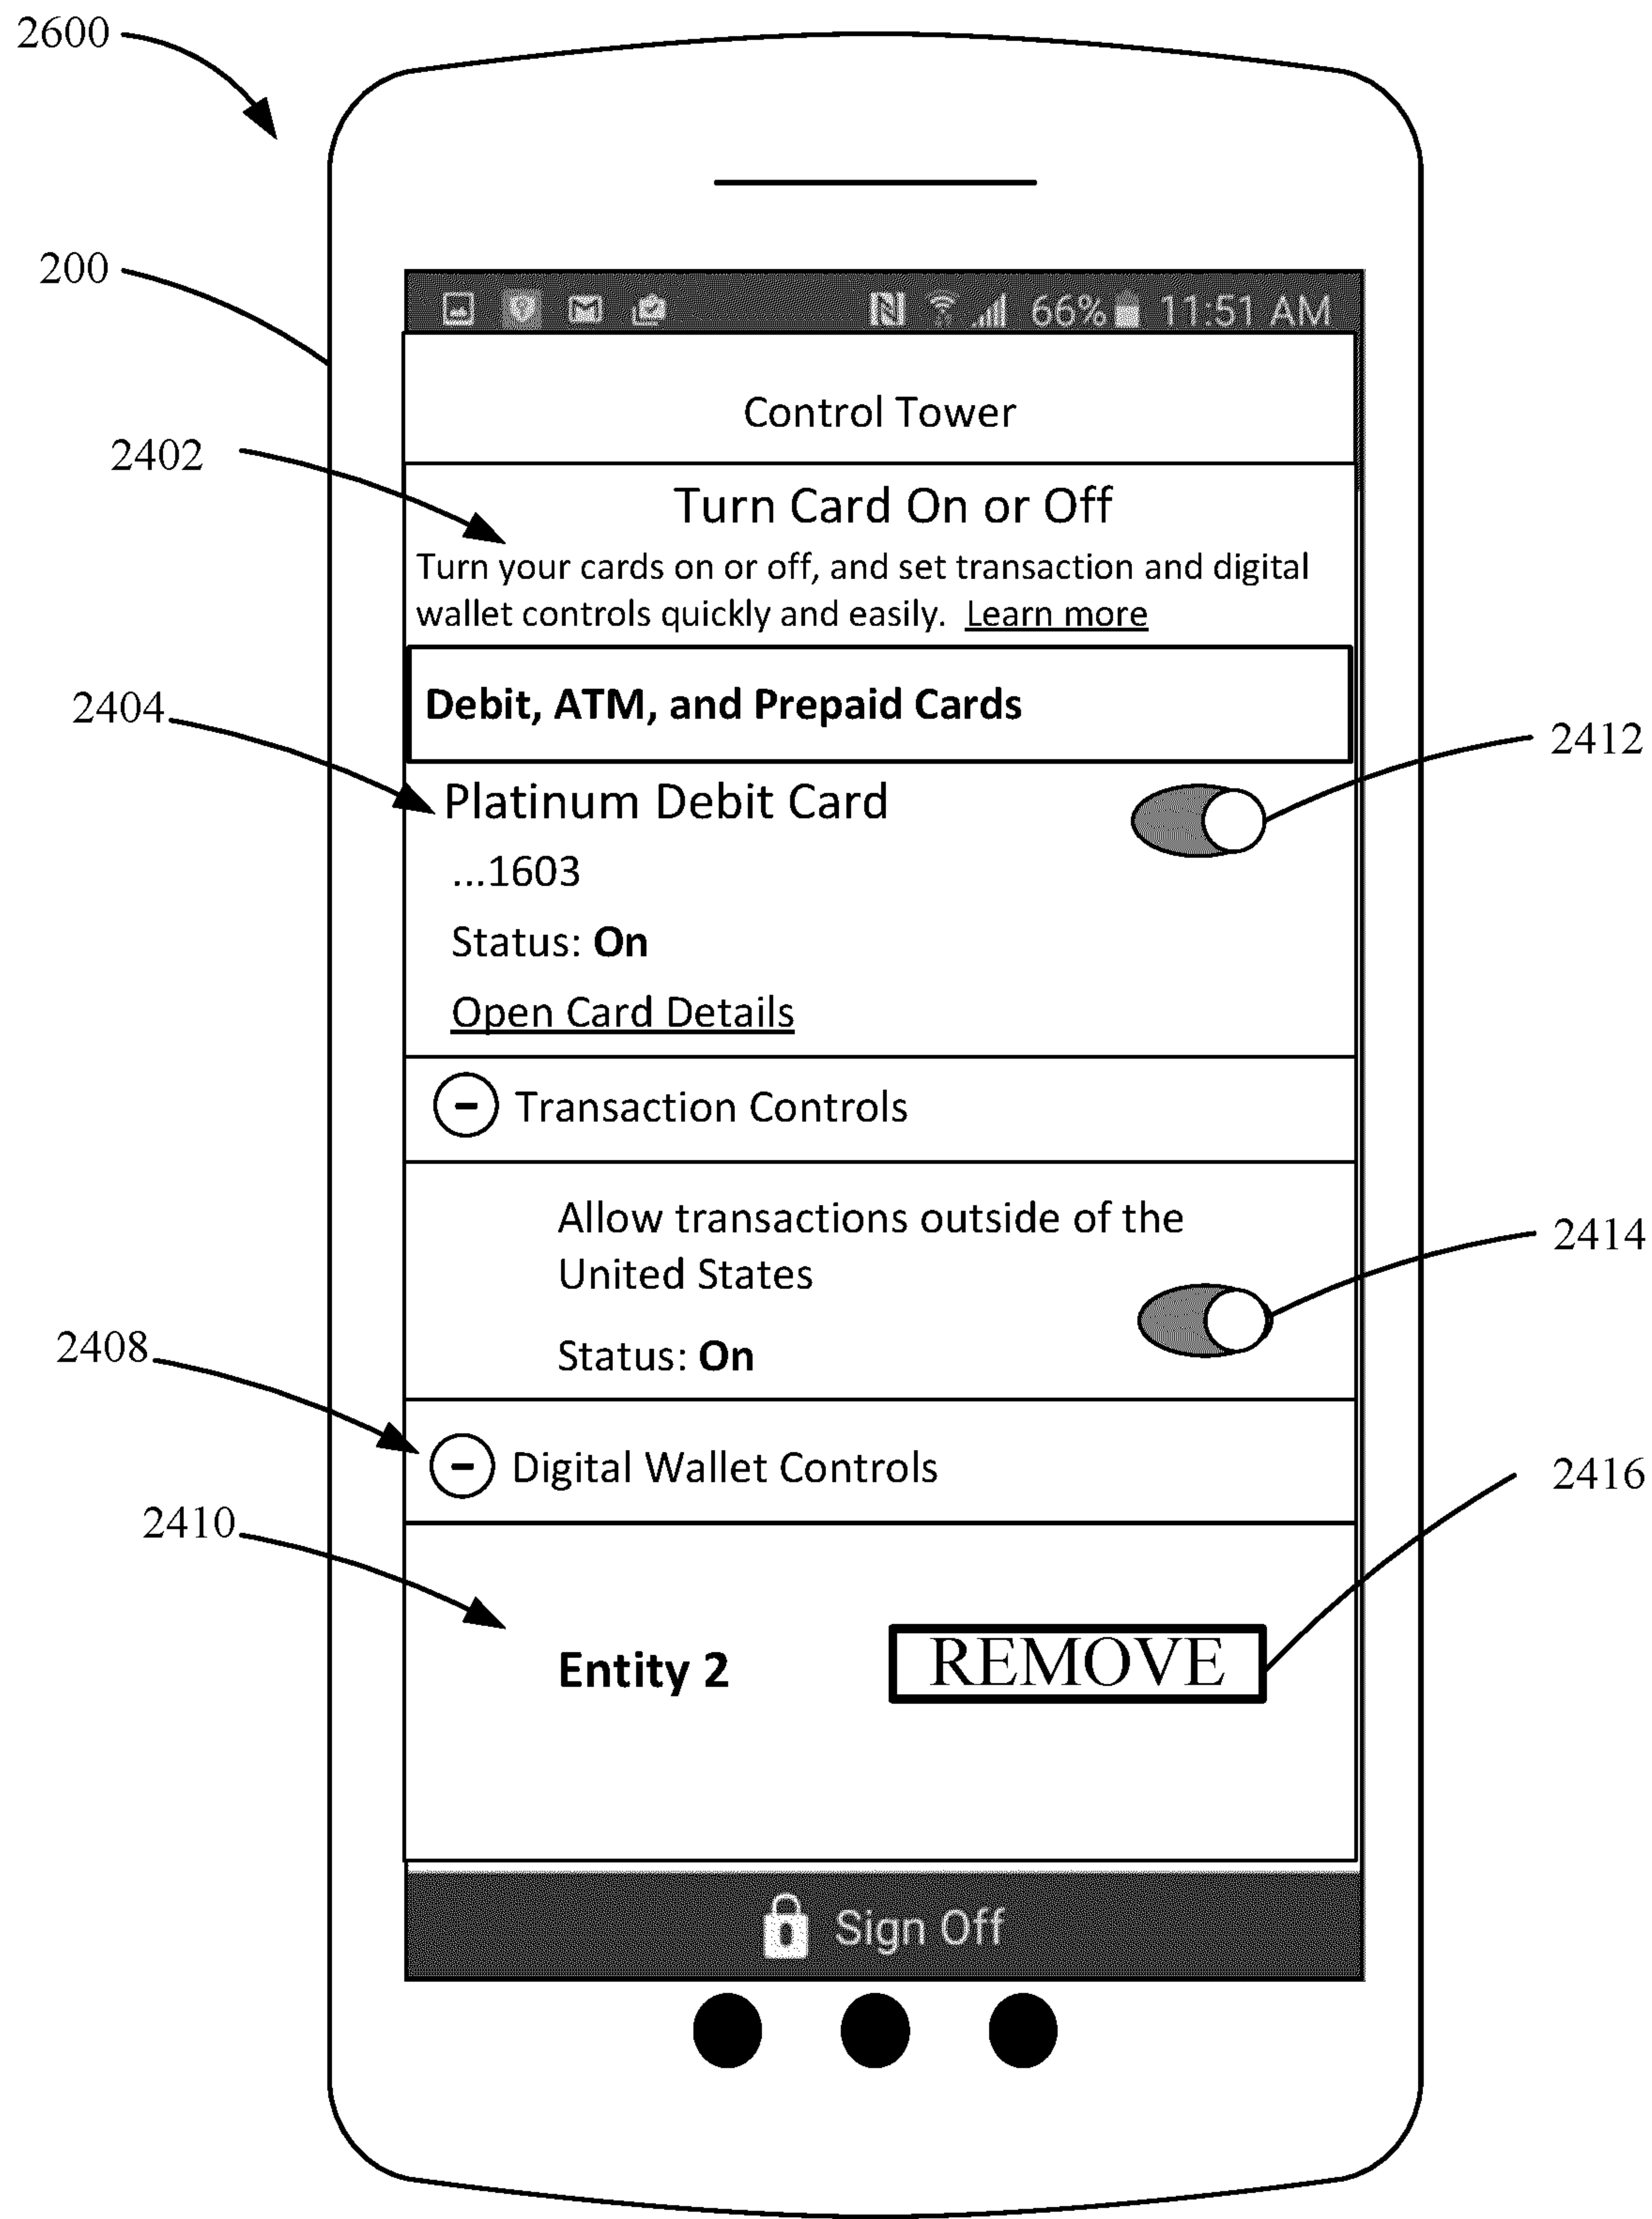 2600
200
66% 11:51 AM
Control Tower
2402
Turn Card On or Off
Turn your cards on or off, and set transaction and digital
wallet controls quickly and easily. Learn more
2404
Debit, ATM, and Prepaid Cards
2412
Platinum Debit Card
...1603
Status: On
Open Card Details
- Transaction Controls
Allow transactions outside of the
United States
2414
Status: On
2408
- Digital Wallet Controls
2416
2410
Entity 2 REMOVE
Sign Off